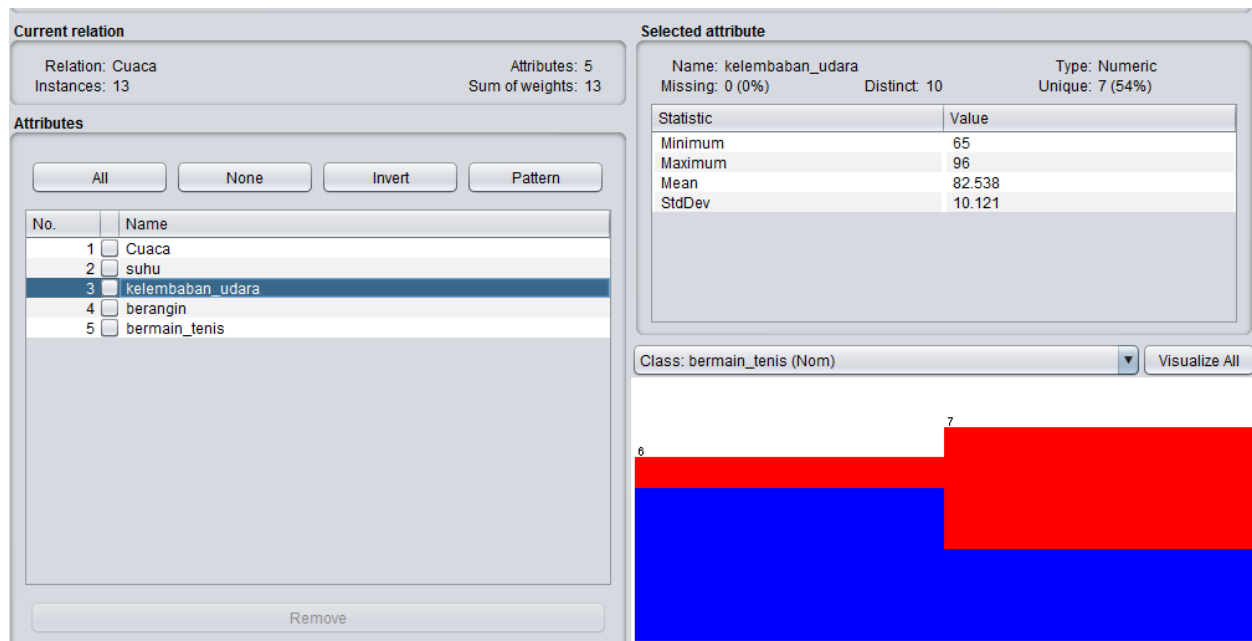 Current relation
Relation: Cuaca Attributes: 5
Instances: 13 Sum of weights: 13
Attributes
All None Invert Pattern
No. Name
1 Cuaca
2 suhu
3 kelembaban_udara
4 berangin
5 bermain_tenis
Remove
Selected attribute
Name: kelembaban_udara Type: Numeric
Missing: 0 (0%) Distinct: 10 Unique: 7 (54%)
Statistic Value
Minimum 65
Maximum 96
Mean 82.538
StdDev 10.121
Class: bermain_tenis (Nom) Visualize All
7
6